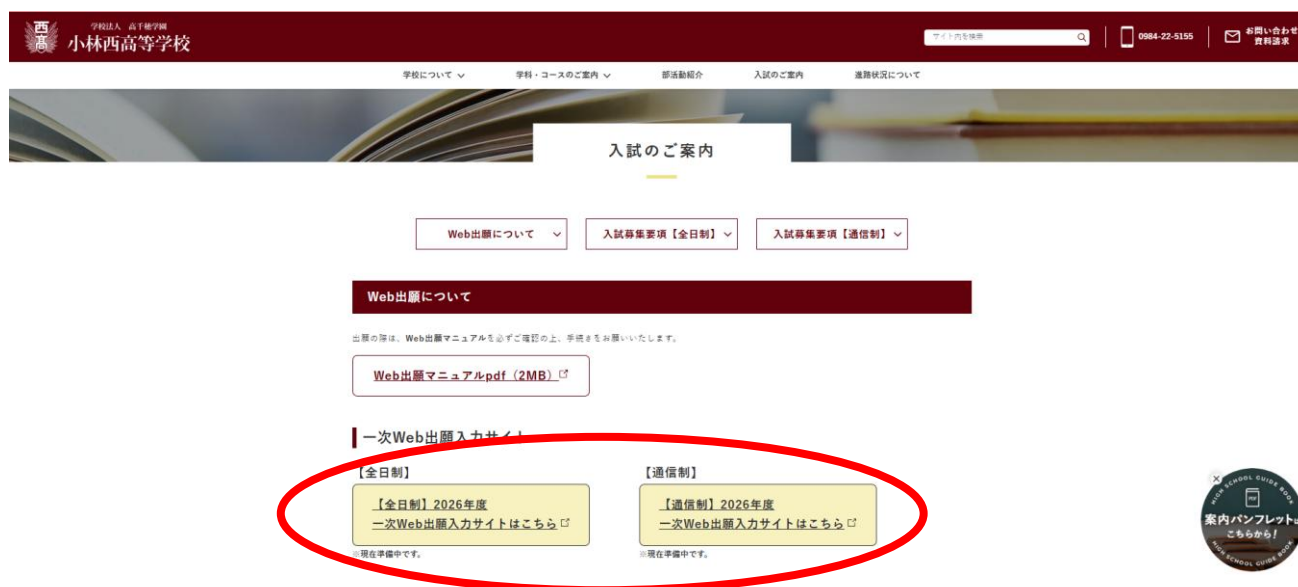 西高
学校法人 高千穂学園
小林西高等学校
サイト内を検索
0984-22-5155
お問い合わせ
資料請求
学校について
学科・コースのご案内
部活動紹介
入試のご案内
進路状況について
入試のご案内
Web出願について
入試募集要項【全日制】
入試募集要項【通信制】
Web出願について
出願の際は、Web出願マニュアルを必ずご確認の上、手続きをお願いいたします。
Web出願マニュアルpdf（2MB）
一次Web出願入力サイト
【全日制】
【全日制】2026年度
一次Web出願入力サイトはこちら
※現在準備中です。
【通信制】
【通信制】2026年度
一次Web出願入力サイトはこちら
※現在準備中です。
HIGH SCHOOL GUIDE BOOK
PDF
案内パンフレットは
こちらから!
HIGH SCHOOL GUIDE BOOK